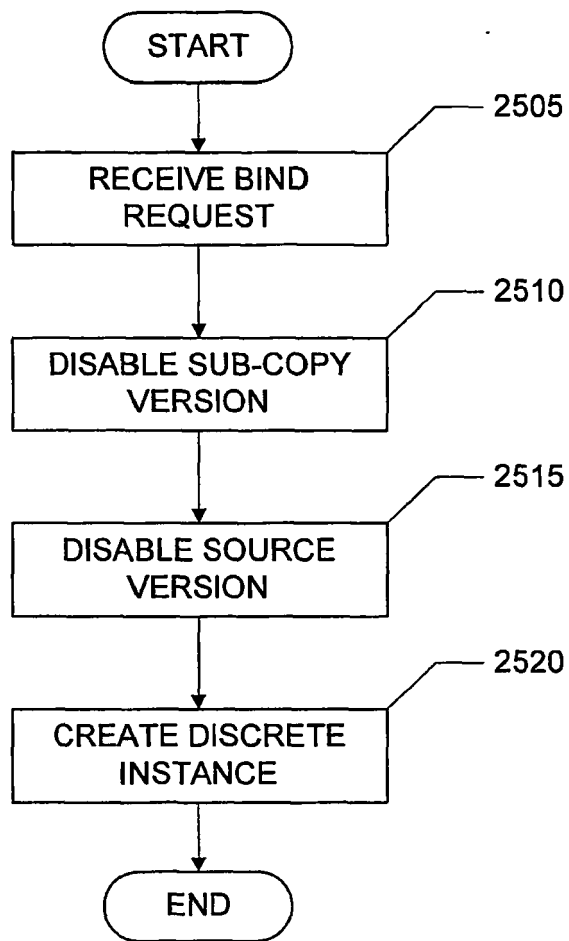 START
2505
RECEIVE BIND
REQUEST
2510
DISABLE SUB-COPY
VERSION
2515
DISABLE SOURCE
VERSION
2520
CREATE DISCRETE
INSTANCE
END